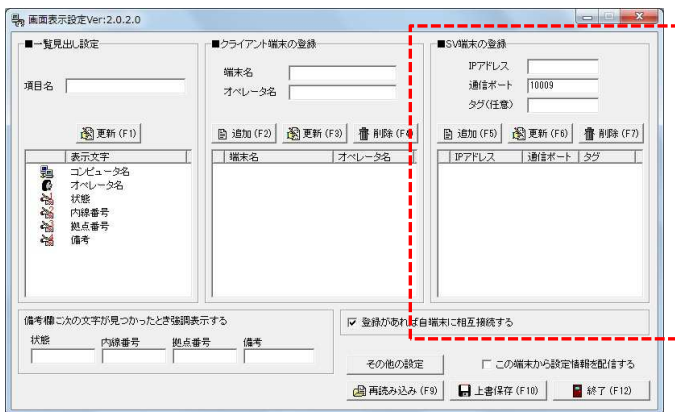 画面表示設定Ver:2.0.2.0
■一覧見出し設定
項目名
更新(F1)
表示文字
コンピュータ名
オペレータ名
状態
内線番号
拠点番号
備考
■クライアント端末の登録
端末名
オペレータ名
追加(F2) 更新(F3) 削除(F4)
端末名 オペレータ名
■SV端末の登録
IPアドレス
通信ポート 10009
タグ(任意)
追加(F5) 更新(F6) 削除(F7)
IPアドレス 通信ポート タグ
備考欄に次の文字が見つかったとき強調表示する
状態 内線番号 拠点番号 備考
登録があれば自端末に相互接続する
その他の設定 この端末から設定情報を配信する
再読み込み(F9) 上書保存(F10) 終了(F12)